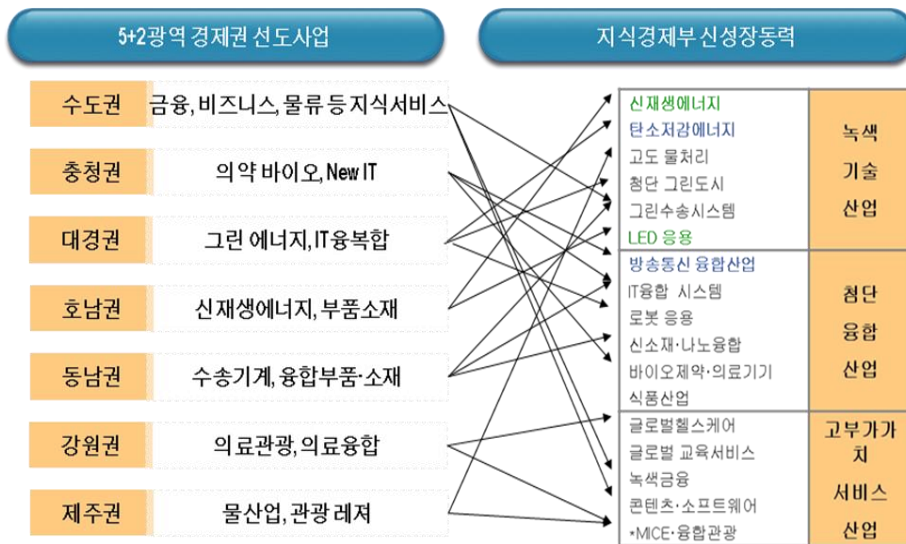 5+2광역 경제권 선도사업
지식경제부 신성장동력
수도권 금융, 비즈니스, 물류 등 지식서비스
충청권 의약 바이오, New IT
대경권 그린 에너지, IT융복합
호남권 신재생에너지, 부품소재
동남권 수송기계, 융합부품·소재
강원권 의료관광, 의료융합
제주권 물산업, 관광 레져
신재생에너지
탄소저감에너지
고도 물처리
첨단 그린도시
그린수송시스템
LED 응용
녹색
기술
산업
방송통신 융합산업
IT융합 시스템
로봇 응용
신소재·나노융합
바이오제약·의료기기
식품산업
첨단
융합
산업
글로벌헬스케어
글로벌 교육서비스
녹색금융
콘텐츠·소프트웨어
*MICE·융합관광
고부가가
치
서비스
산업